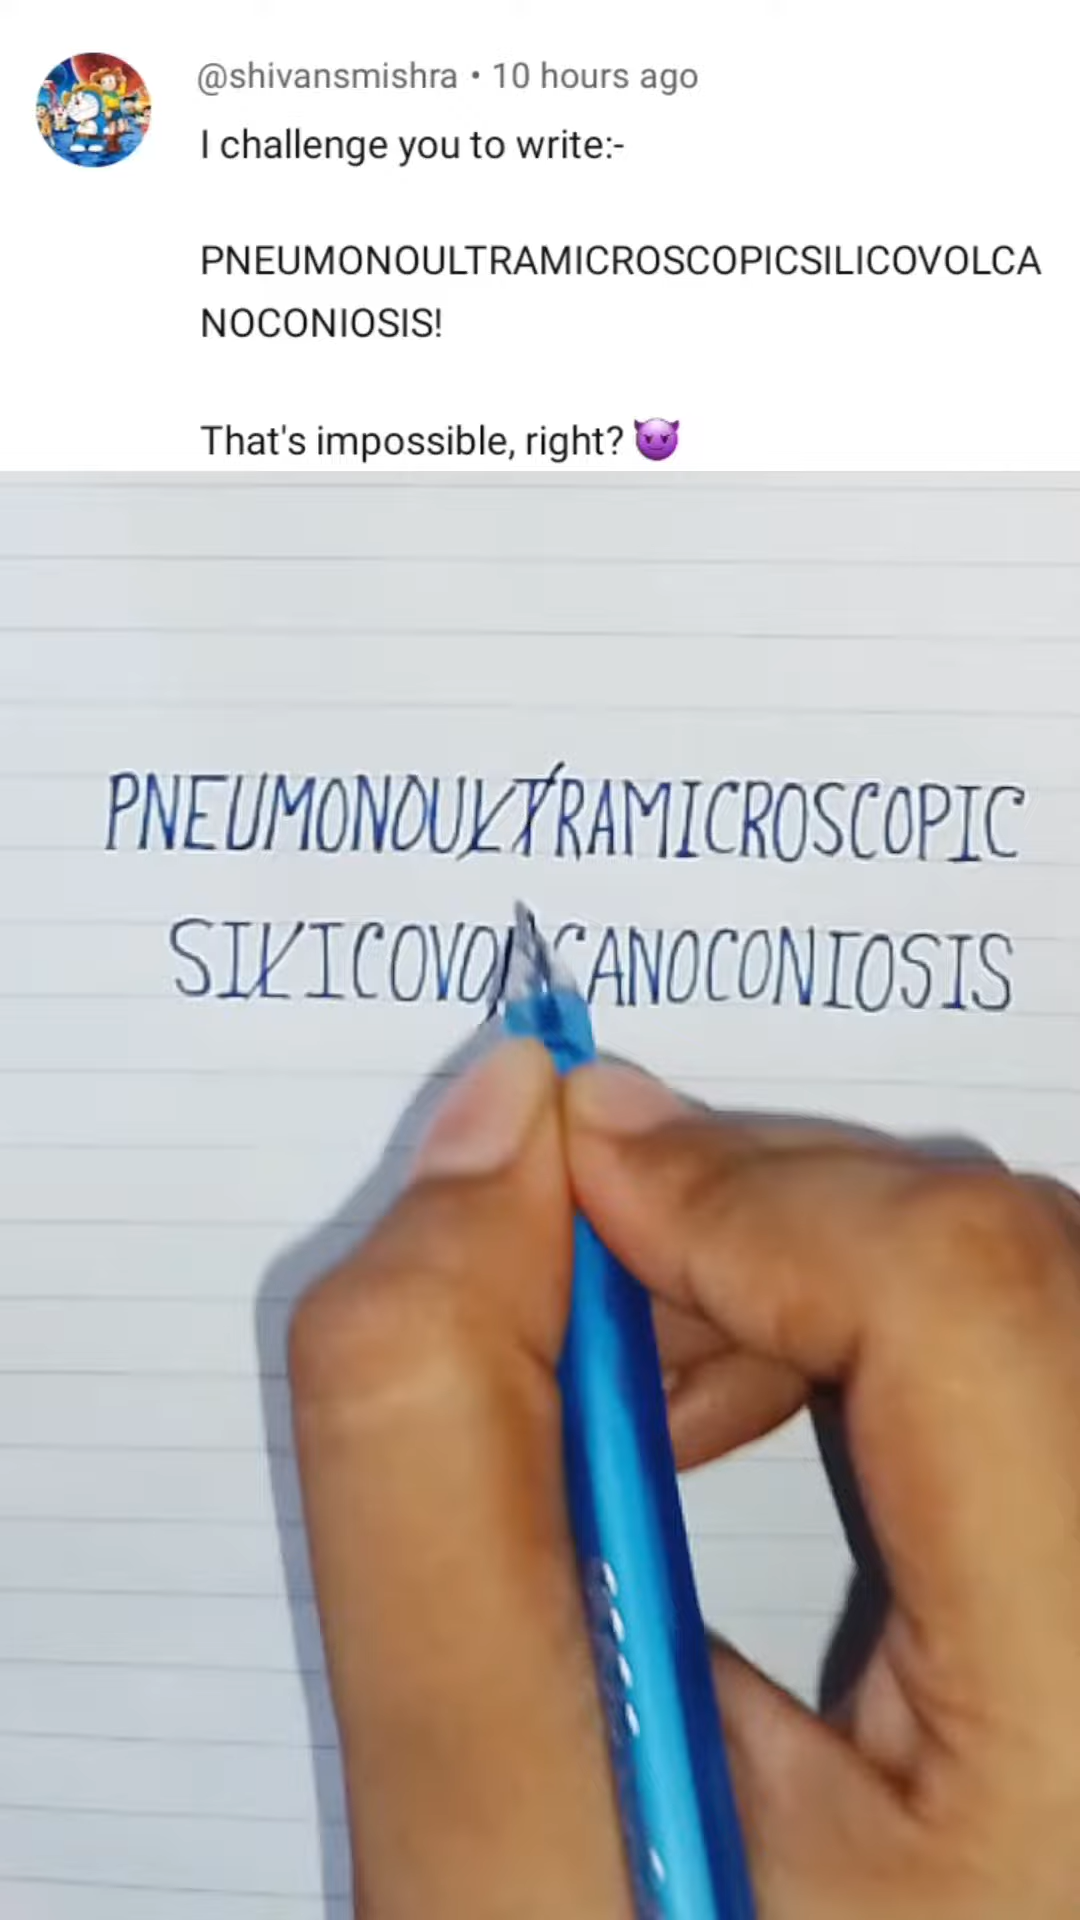 @shivansmishra • 10 hours ago
I challenge you to write:-
PNEUMONOULTRAMICROSCOPICSILICOVOLCA
NOCONIOSIS!
That's impossible, right? 😈
PNEUMONOULTRAMICROSCOPIC
SILICOVOLCANOCONIOSIS